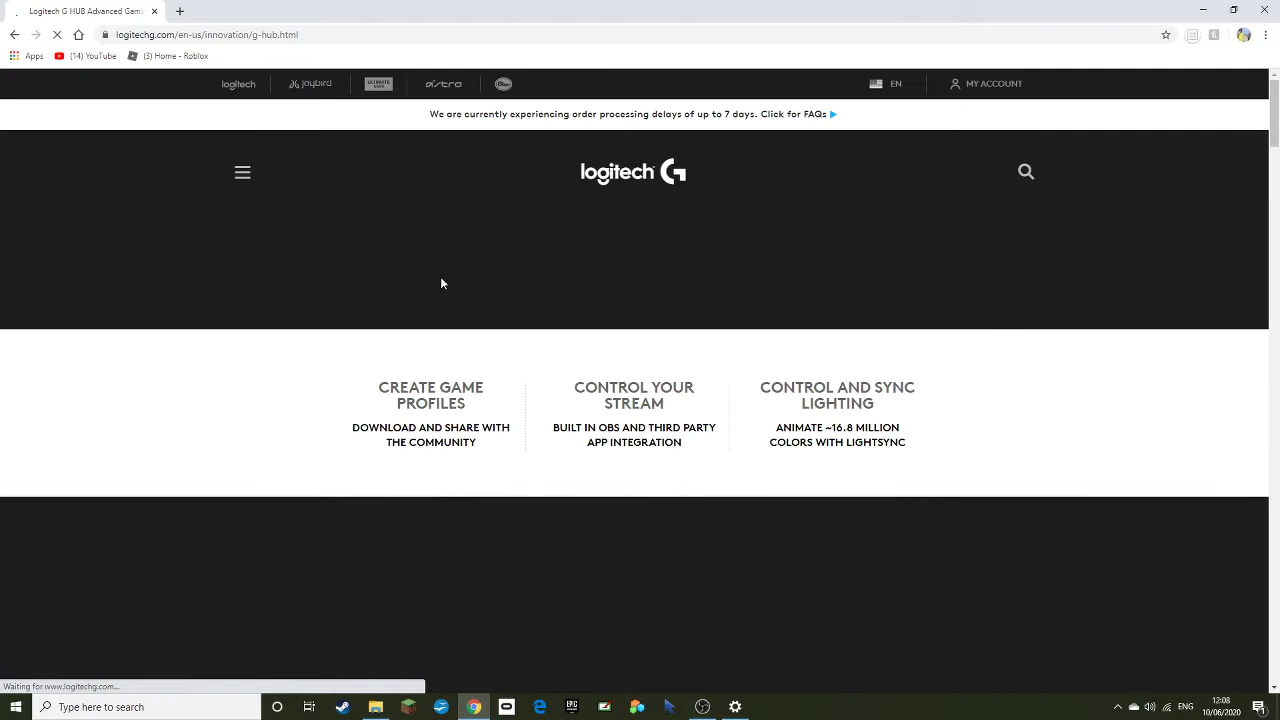 Logitech G HUB Advanced Gami
logitechg.com/en-us/innovation/g-hub.html
Apps
(14) YouTube
(3) Home - Roblox
logitech
jaybird
ULTIMATE EARS
ASTRO
EN
MY ACCOUNT
We are currently experiencing order processing delays of up to 7 days. Click for FAQs
logitech G
CREATE GAME
PROFILES
DOWNLOAD AND SHARE WITH
THE COMMUNITY
CONTROL YOUR
STREAM
BUILT IN OBS AND THIRD PARTY
APP INTEGRATION
CONTROL AND SYNC
LIGHTING
ANIMATE ~16.8 MILLION
COLORS WITH LIGHTSYNC
Waiting for www.logitechg.com...
Type here to search
EPIC
ENG
12:08
10/06/2020